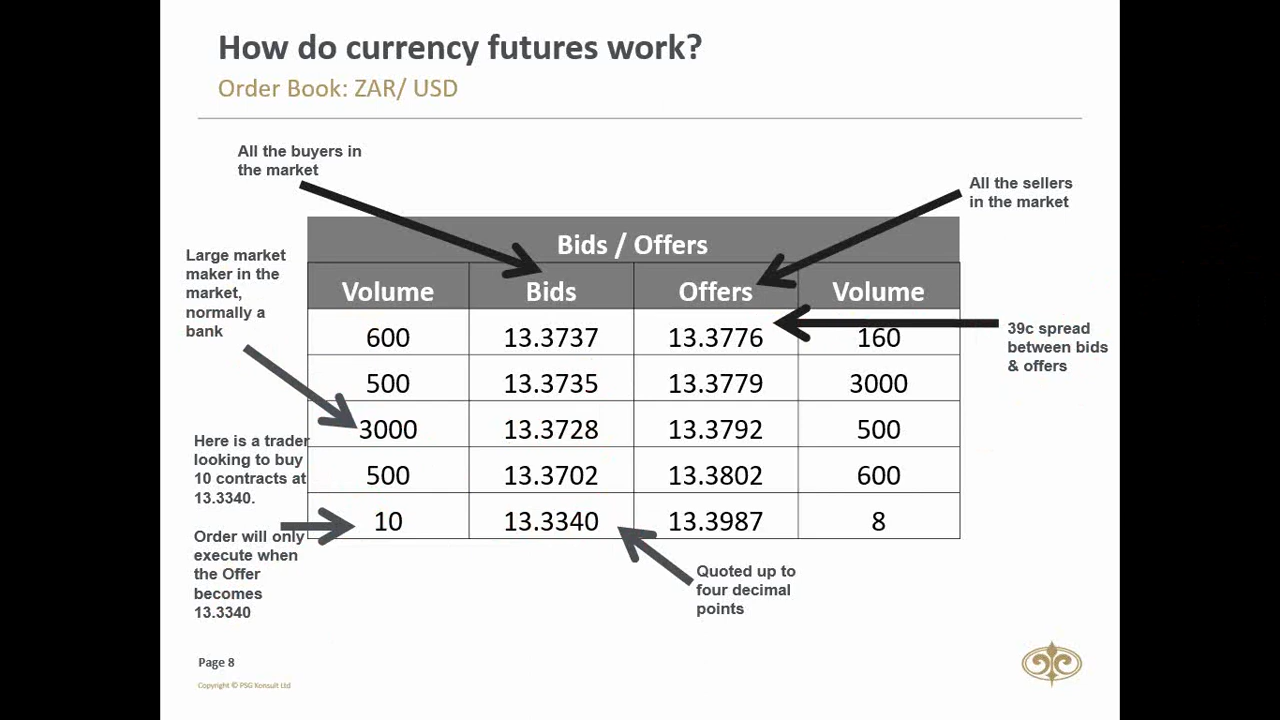 How do currency futures work?
Order Book: ZAR/ USD
All the buyers in
the market
All the sellers
in the market
Large market
maker in the
market,
normally a
bank
Bids / Offers
Volume Bids Offers Volume
600 13.3737 13.3776 160
500 13.3735 13.3779 3000
3000 13.3728 13.3792 500
500 13.3702 13.3802 600
10 13.3340 13.3987 8
39c spread
between bids
& offers
Here is a trader
looking to buy
10 contracts at
13.3340.
Order will only
execute when
the Offer
becomes
13.3340
Quoted up to
four decimal
points
Page 8
Copyright © PSG Konsult Ltd